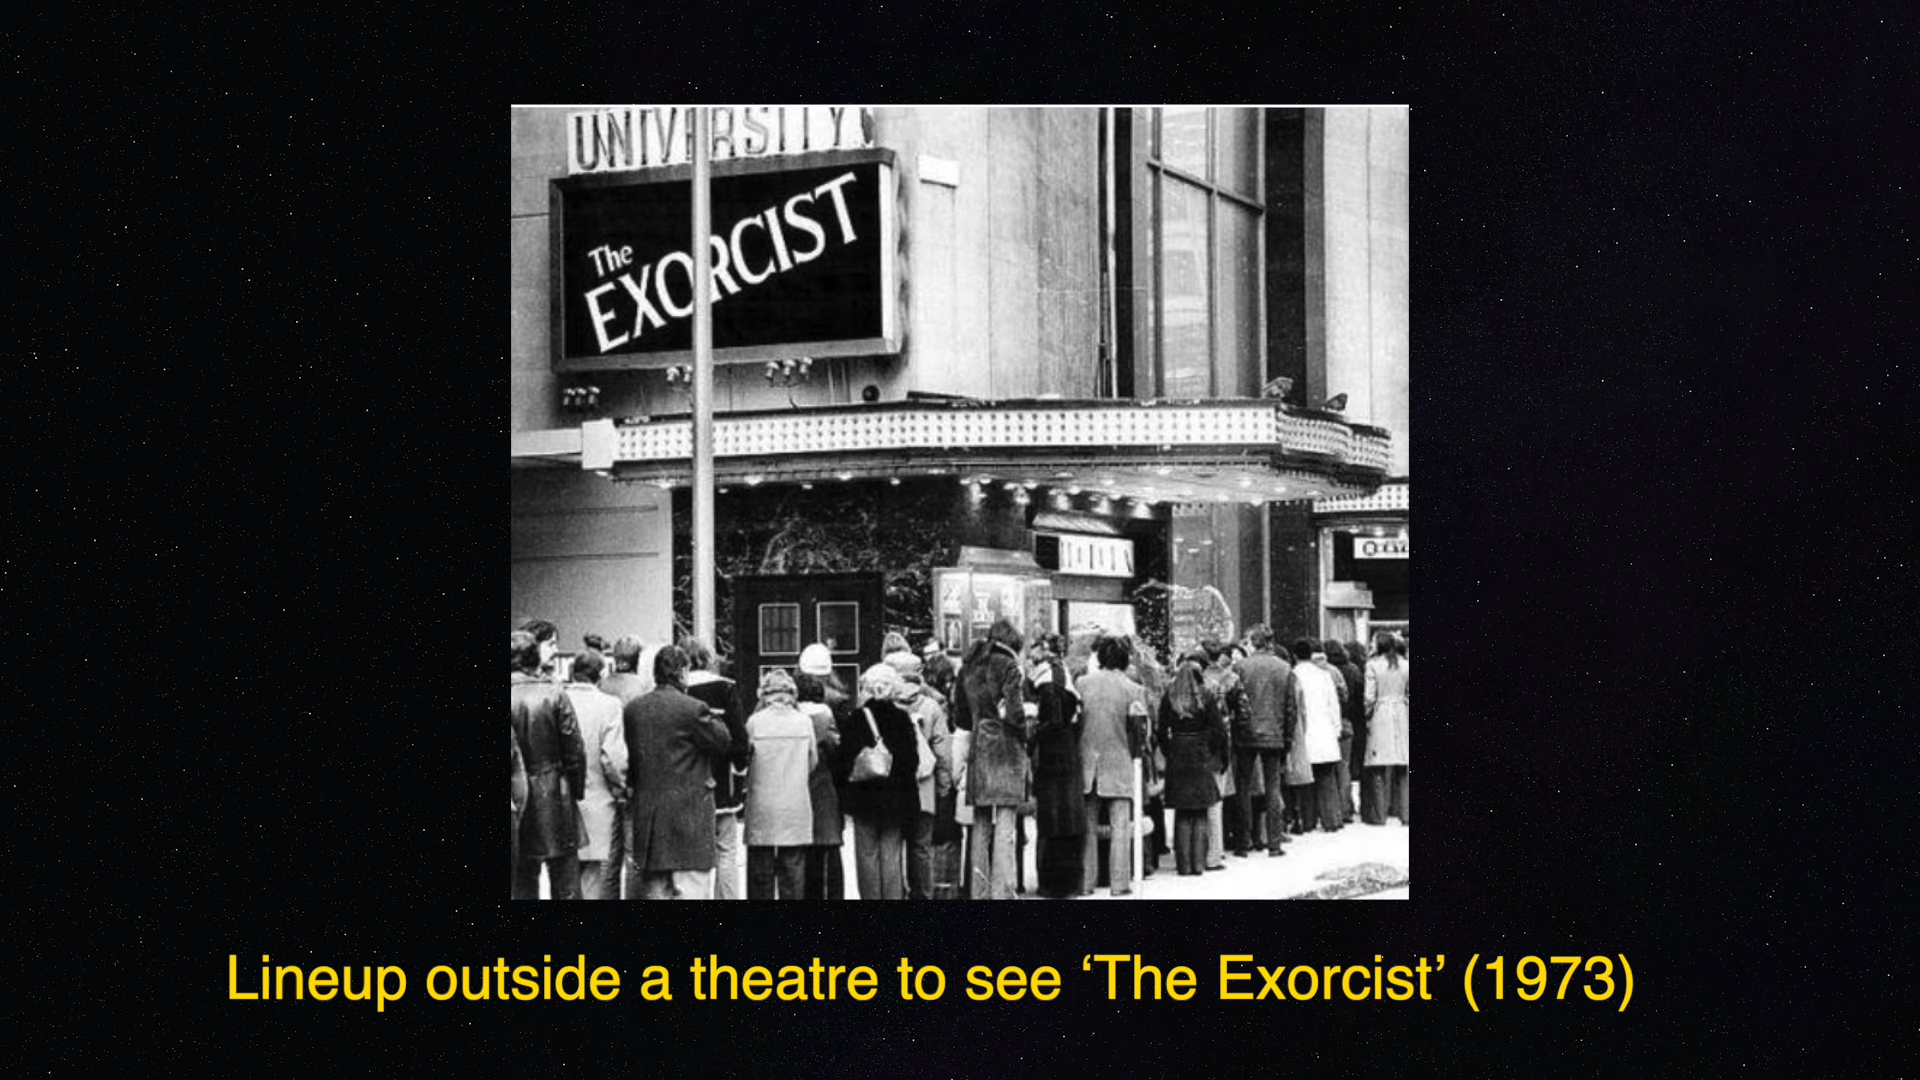 UNIVERSITY
The
EXORCIST
Lineup outside a theatre to see ‘The Exorcist’ (1973)